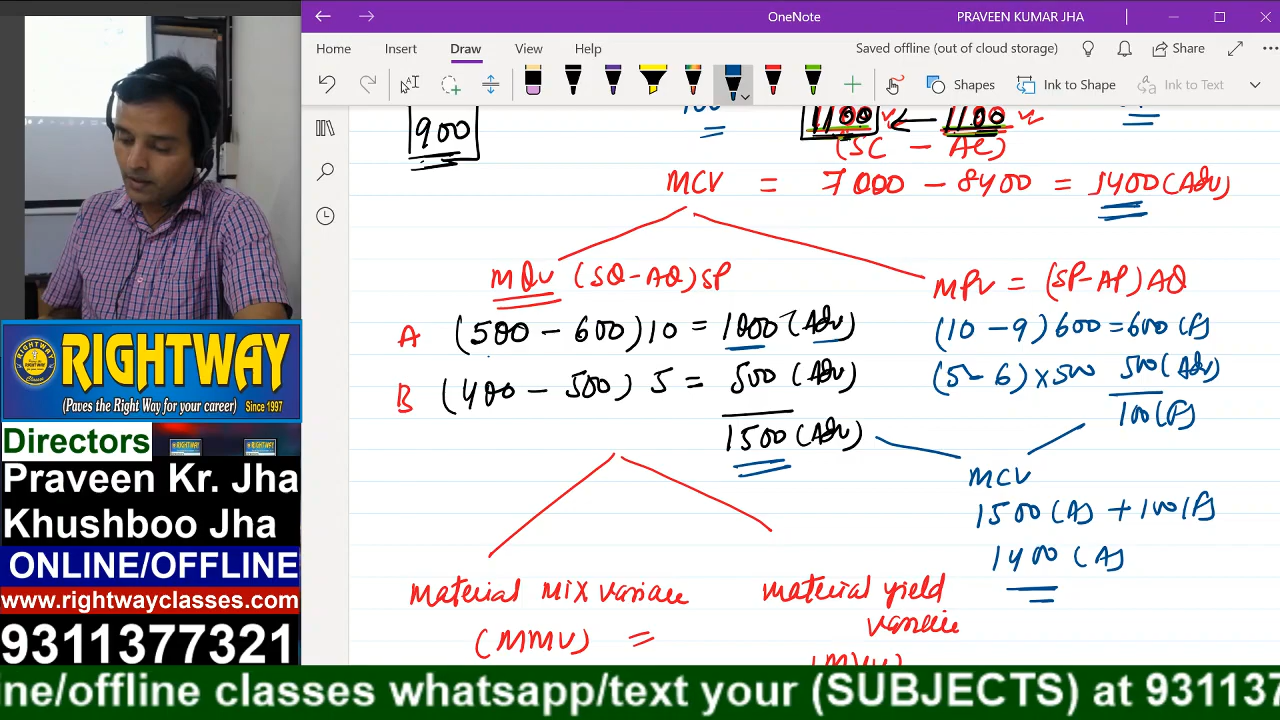 OneNote
PRAVEEN KUMAR JHA
Home Insert Draw View Help
Saved offline (out of cloud storage)
Share
Shapes
Ink to Shape
Ink to Text
900
1100 ← 1100
(SC - AC)
MCV = 7000 - 8400 = 1400 (Adv)
MQV (SQ-AQ)SP
MPV = (SP-AP)AQ
A (500 - 600)10 = 1000 (Adv)
(10-9)600=600(F)
B (400 - 500) 5 = 500 (Adv)
(5-6)x500 500(Adv)
1500 (Adv)
100(F)
MCV
1500 (A) + 100(F)
1400 (A)
material mix variance
(MMV) =
material yield
variance
RIGHTWAY
Classes
(Paves the Right Way for your career) Since 1997
Directors
Praveen Kr. Jha
Khushboo Jha
ONLINE/OFFLINE
www.rightwayclasses.com
9311377321
ne/offline classes whatsapp/text your (SUBJECTS) at 93113